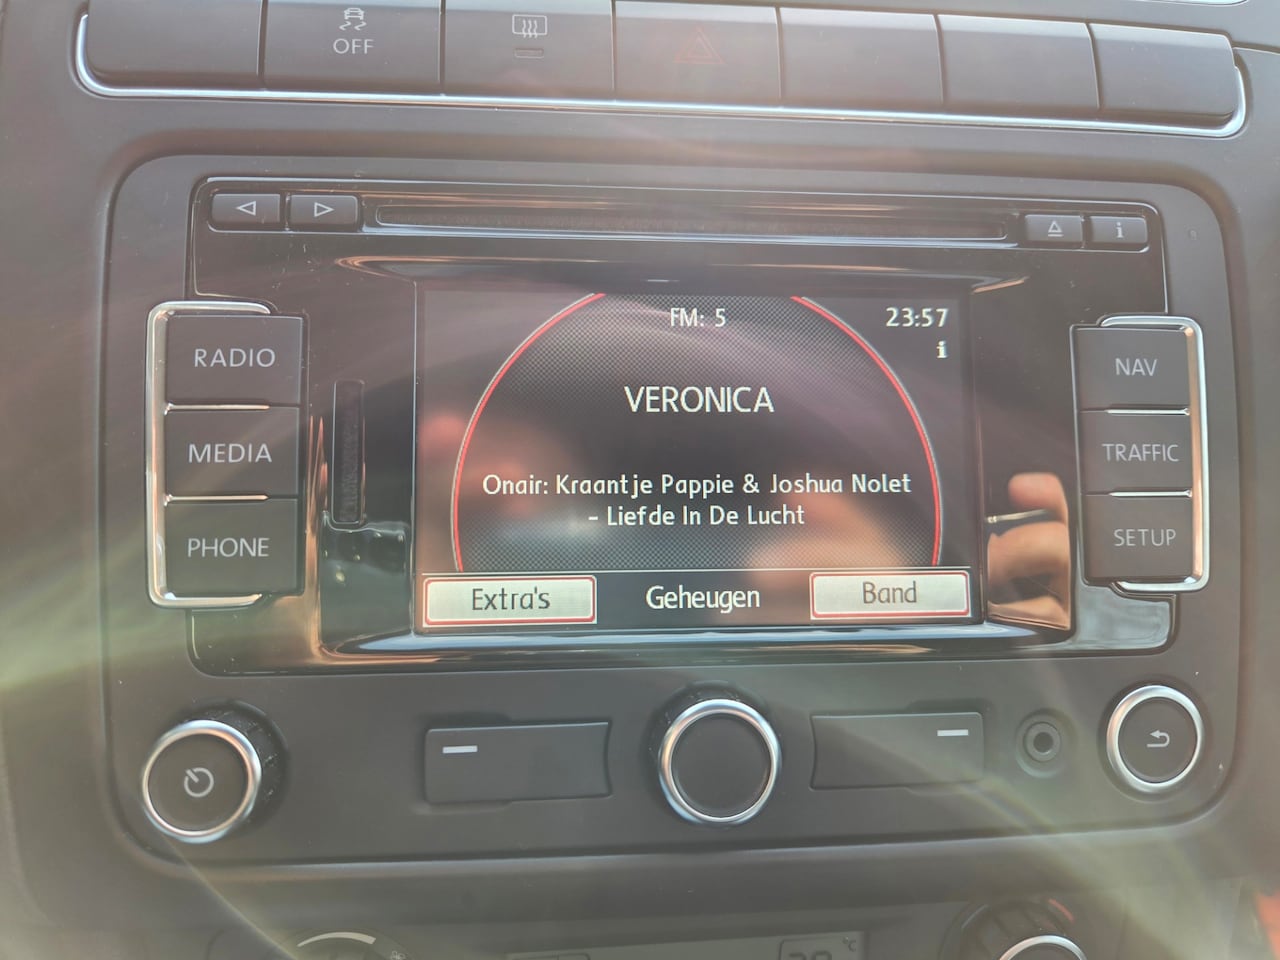 OFF
RADIO
MEDIA
PHONE
FM: 5
23:57
i
VERONICA
Onair: Kraantje Pappie & Joshua Nolet
- Liefde In De Lucht
Extra's
Geheugen
Band
i
NAV
TRAFFIC
SETUP
°C